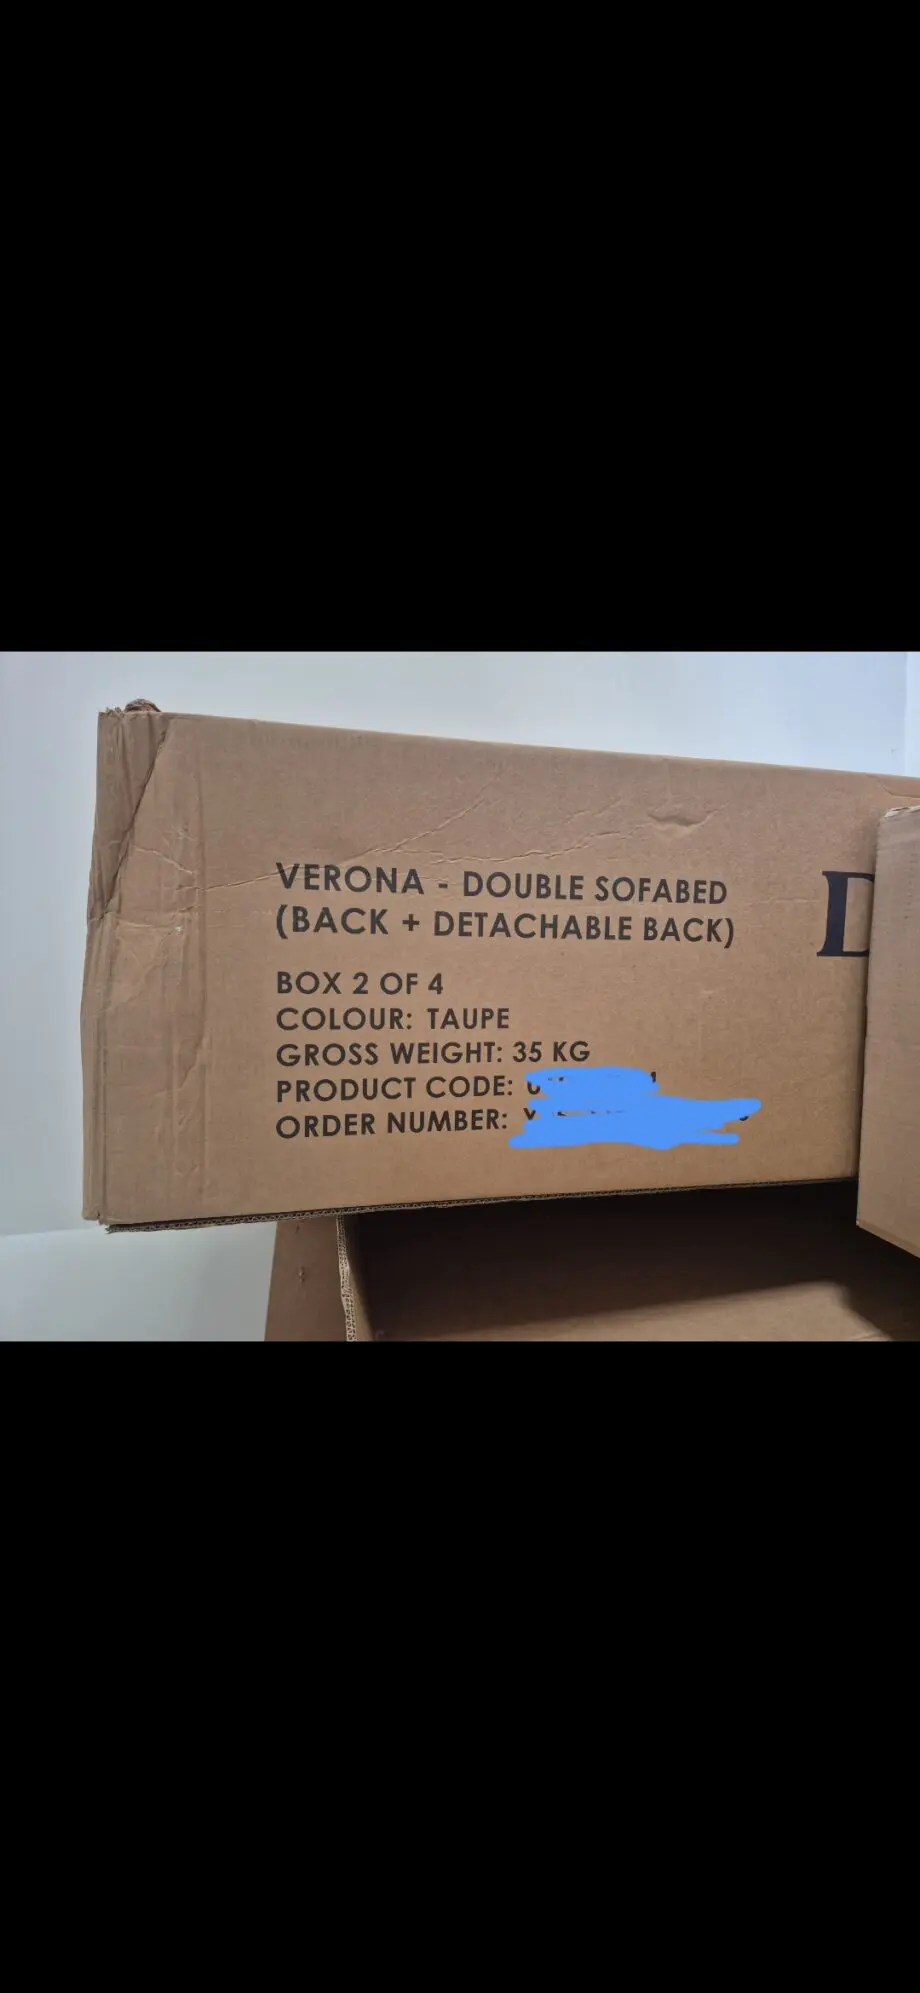 VERONA - DOUBLE SOFABED
(BACK + DETACHABLE BACK)
BOX 2 OF 4
COLOUR: TAUPE
GROSS WEIGHT: 35 KG
PRODUCT CODE:
ORDER NUMBER:
D